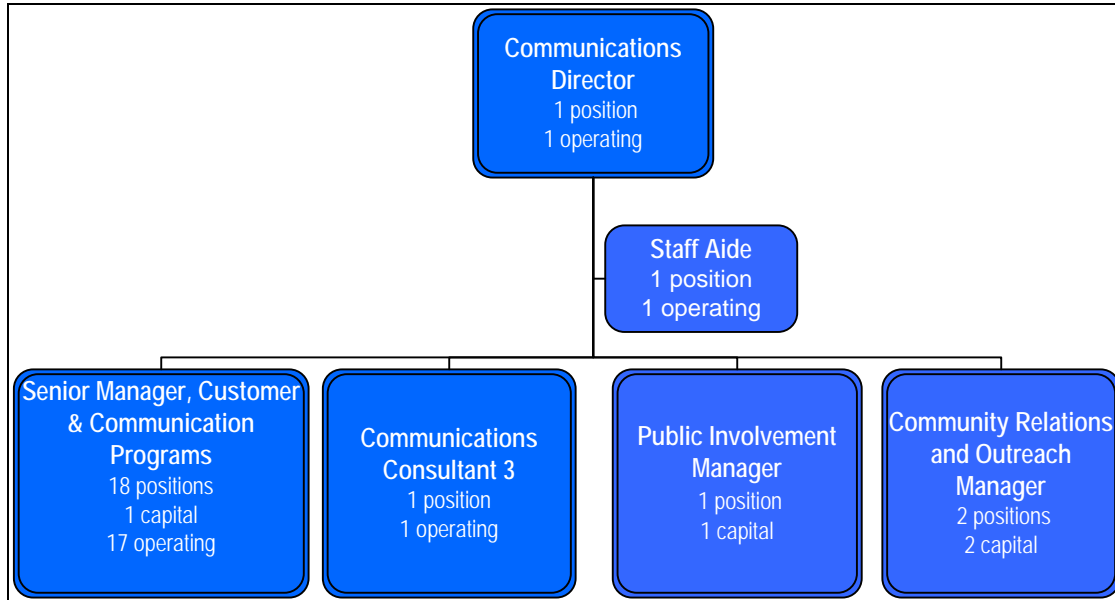 Communications
Director
1 position
1 operating
Staff Aide
1 position
1 operating
Senior Manager, Customer
& Communication
Programs
18 positions
1 capital
17 operating
Communications
Consultant 3
1 position
1 operating
Public Involvement
Manager
1 position
1 capital
Community Relations
and Outreach
Manager
2 positions
2 capital